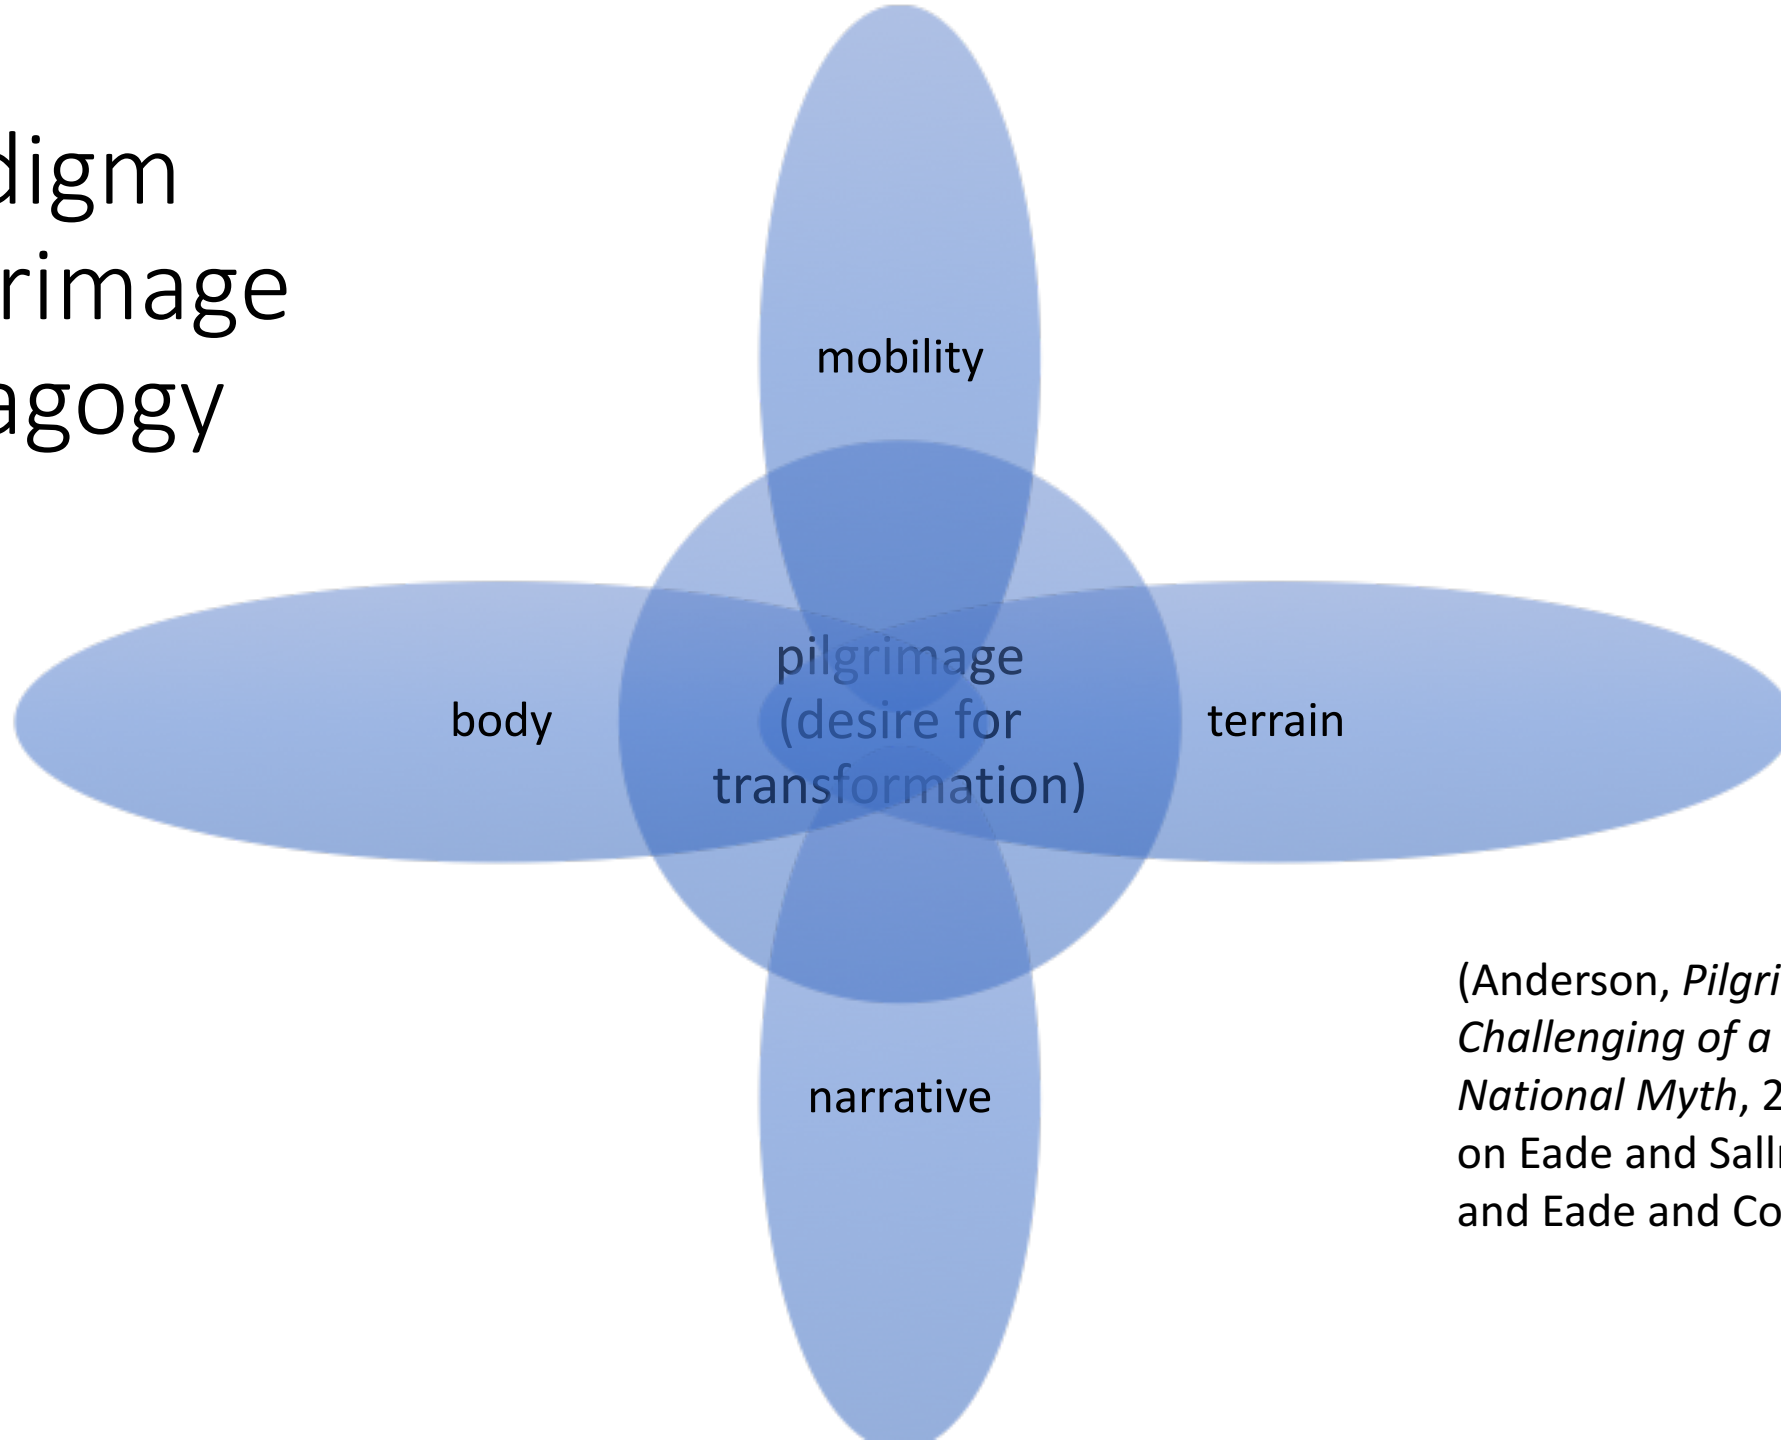 digm
rimage
agogy
mobility
pilgrimage
(desire for
transformation)
body
terrain
narrative
(Anderson, Pilgri
Challenging of a
National Myth, 2
on Eade and Sall
and Eade and Co